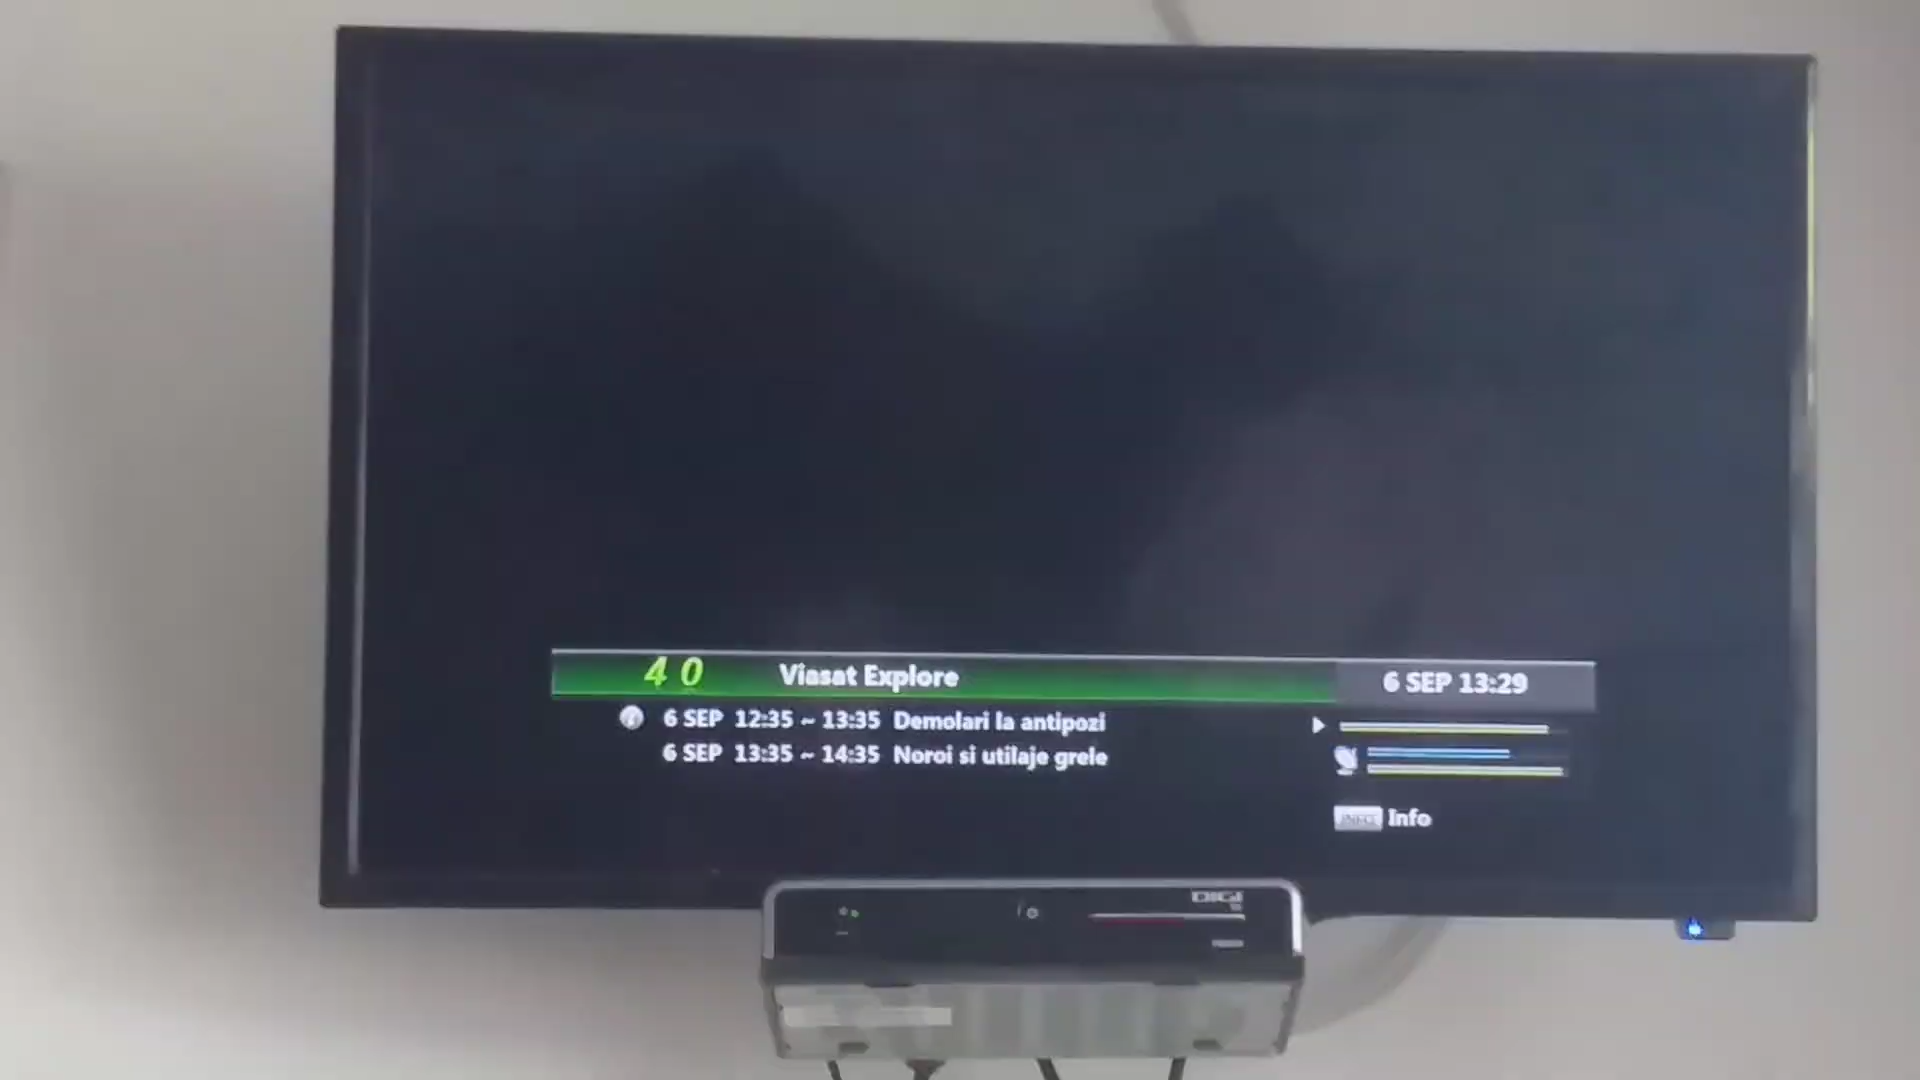 40 Viasat Explore 6 SEP 13:29
6 SEP 12:35 ~ 13:35 Demolari la antipozi
6 SEP 13:35 ~ 14:35 Noroi si utilaje grele
Info
DIGI